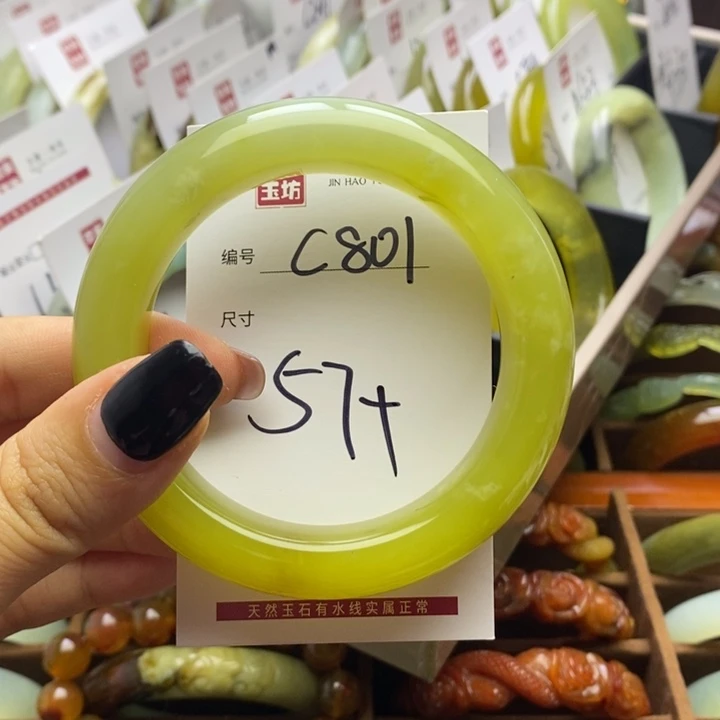 玉坊
JIN HAO
编号 C801
尺寸
57+
天然玉石有水线实属正常